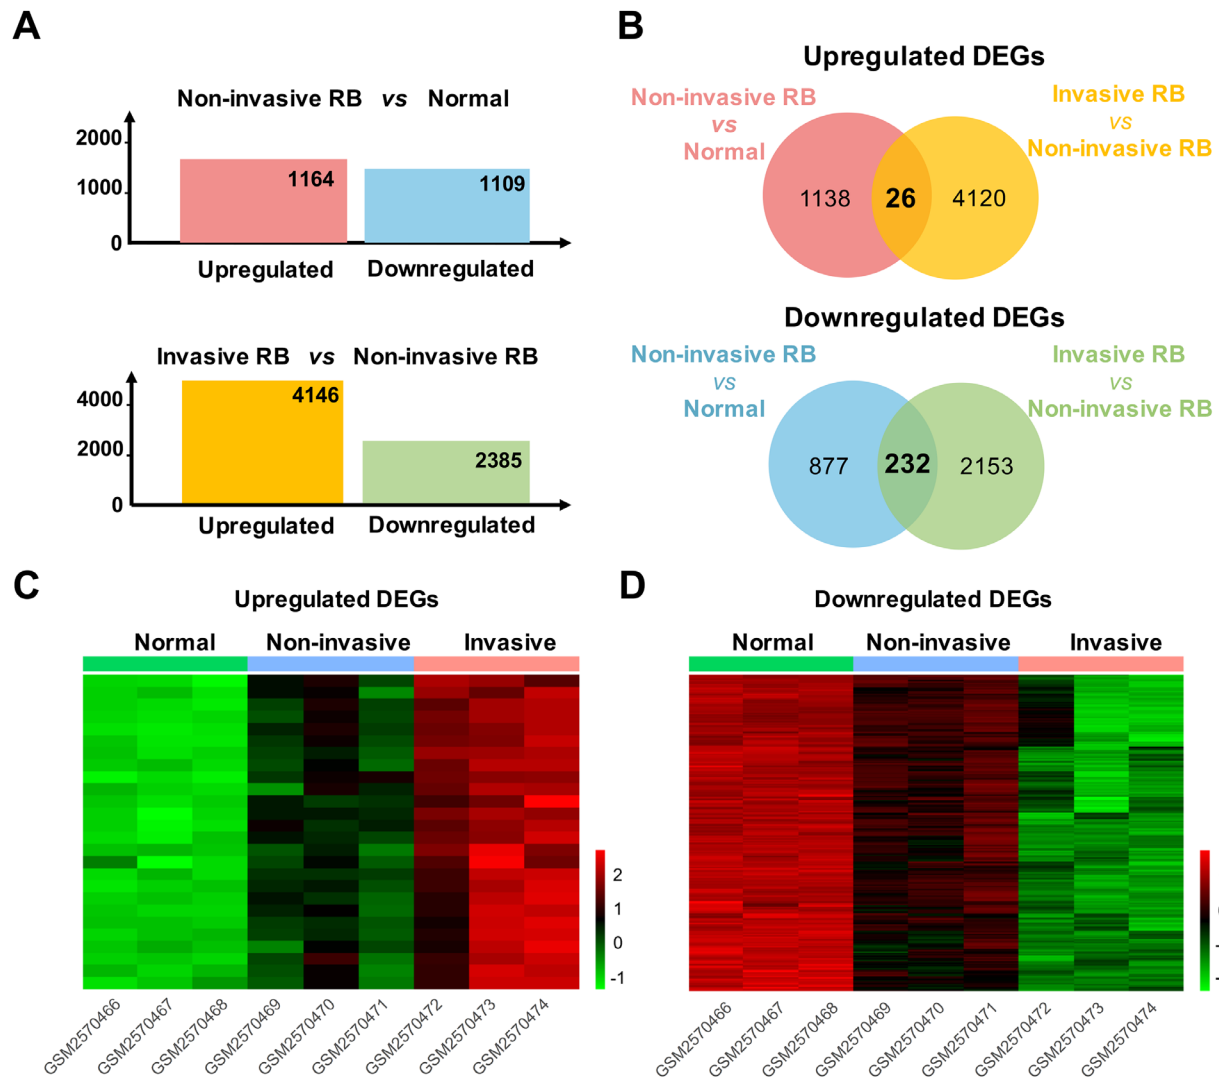 A
Non-invasive RB vs Normal
2000
1000
0
1164
1109
Upregulated
Downregulated
Invasive RB vs Non-invasive RB
4000
2000
0
4146
2385
Upregulated
Downregulated
B
Upregulated DEGs
Non-invasive RB
vs
Normal
Invasive RB
vs
Non-invasive RB
1138
26
4120
Downregulated DEGs
Non-invasive RB
vs
Normal
Invasive RB
vs
Non-invasive RB
877
232
2153
C
Upregulated DEGs
Normal
Non-invasive
Invasive
2
1
0
-1
GSM2570466
GSM2570467
GSM2570468
GSM2570469
GSM2570470
GSM2570471
GSM2570472
GSM2570473
GSM2570474
D
Downregulated DEGs
Normal
Non-invasive
Invasive
GSM2570466
GSM2570467
GSM2570468
GSM2570469
GSM2570470
GSM2570471
GSM2570472
GSM2570473
GSM2570474